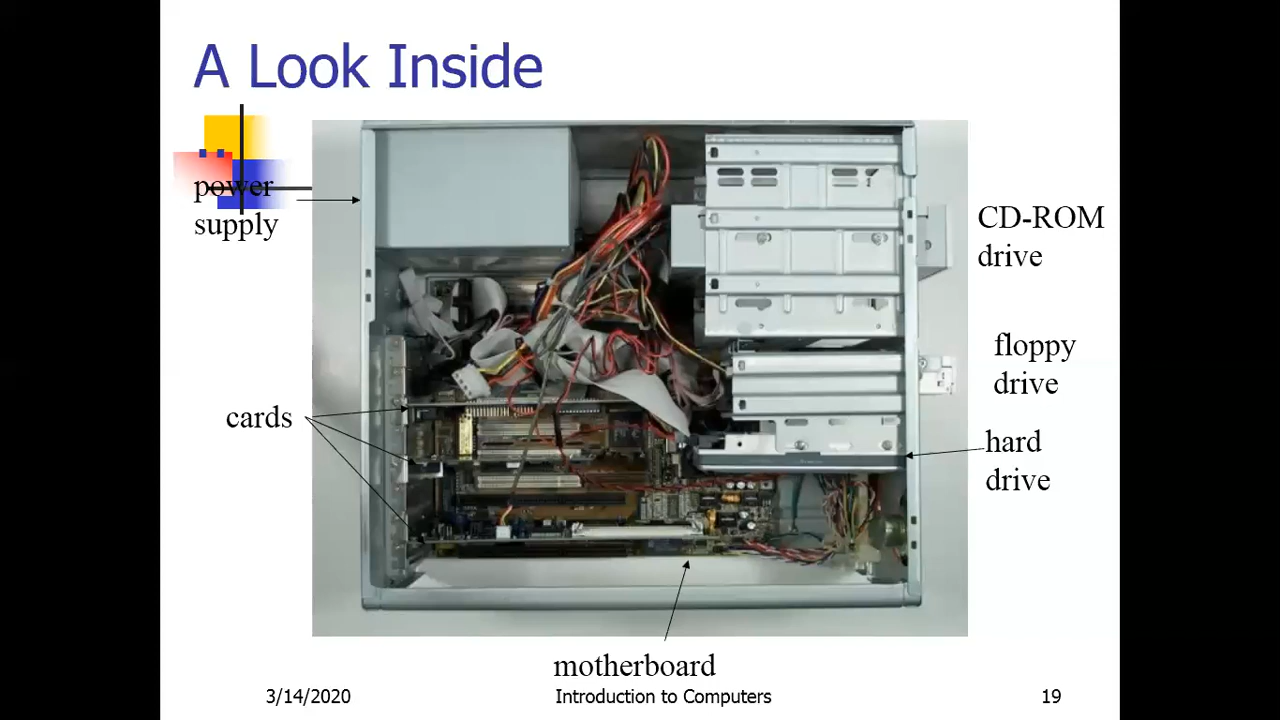 A Look Inside
power
supply
CD-ROM
drive
floppy
drive
cards
hard
drive
motherboard
3/14/2020
Introduction to Computers
19